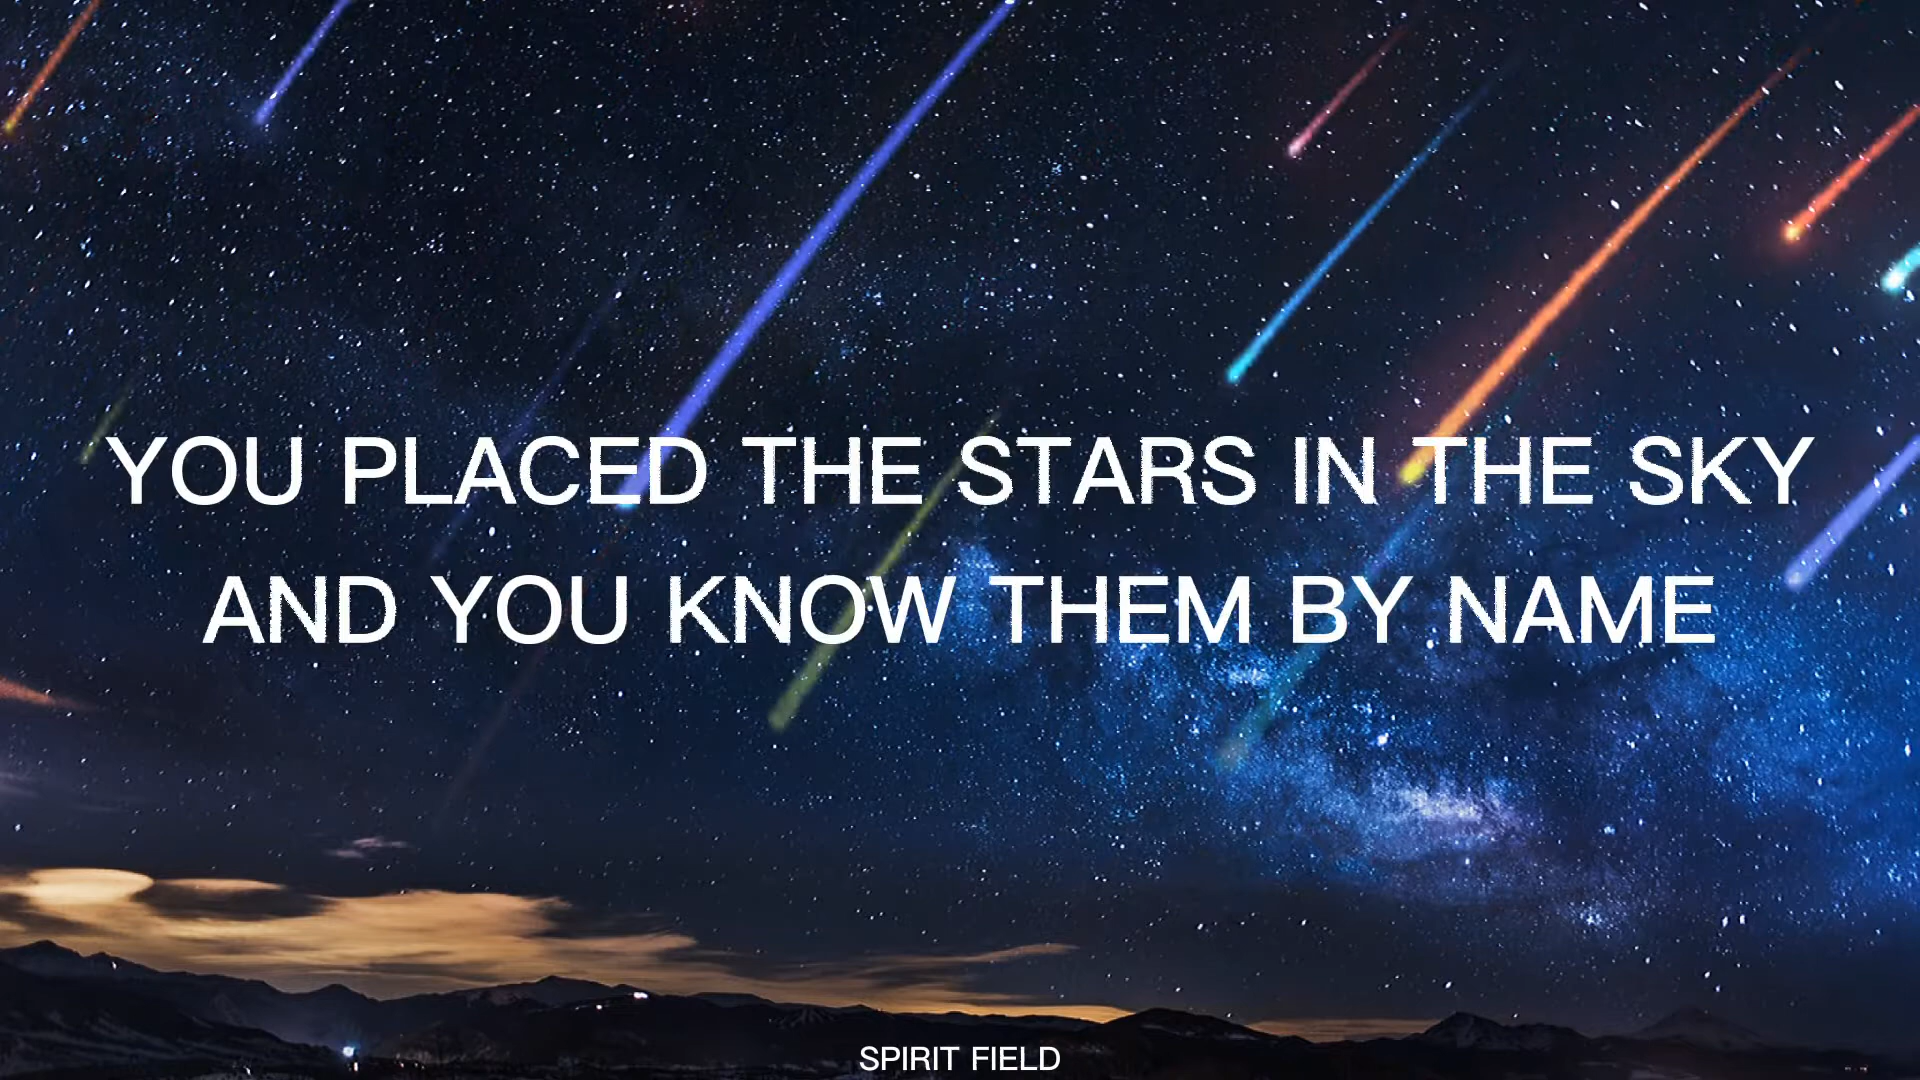 YOU PLACED THE STARS IN THE SKY
AND YOU KNOW THEM BY NAME
SPIRIT FIELD